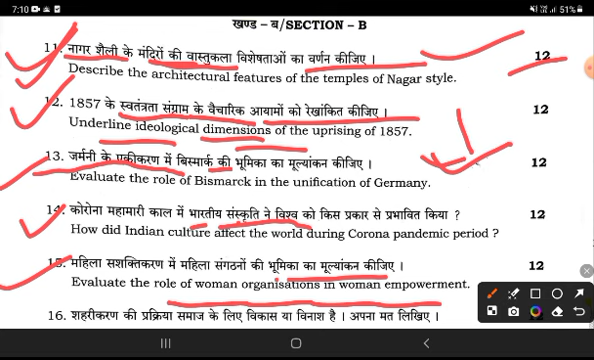 7:10
51%
खण्ड – ब/SECTION – B
11. नागर शैली के मंदिरों की वास्तुकला विशेषताओं का वर्णन कीजिए । 12
Describe the architectural features of the temples of Nagar style.
12. 1857 के स्वतंत्रता संग्राम के वैचारिक आयामों को रेखांकित कीजिए । 12
Underline ideological dimensions of the uprising of 1857.
13. जर्मनी के एकीकरण में बिस्मार्क की भूमिका का मूल्यांकन कीजिए । 12
Evaluate the role of Bismarck in the unification of Germany.
14. कोरोना महामारी काल में भारतीय संस्कृति ने विश्व को किस प्रकार से प्रभावित किया ? 12
How did Indian culture affect the world during Corona pandemic period ?
15. महिला सशक्तिकरण में महिला संगठनों की भूमिका का मूल्यांकन कीजिए । 12
Evaluate the role of woman organisations in woman empowerment.
16. शहरीकरण की प्रक्रिया समाज के लिए विकास या विनाश है । अपना मत लिखिए ।